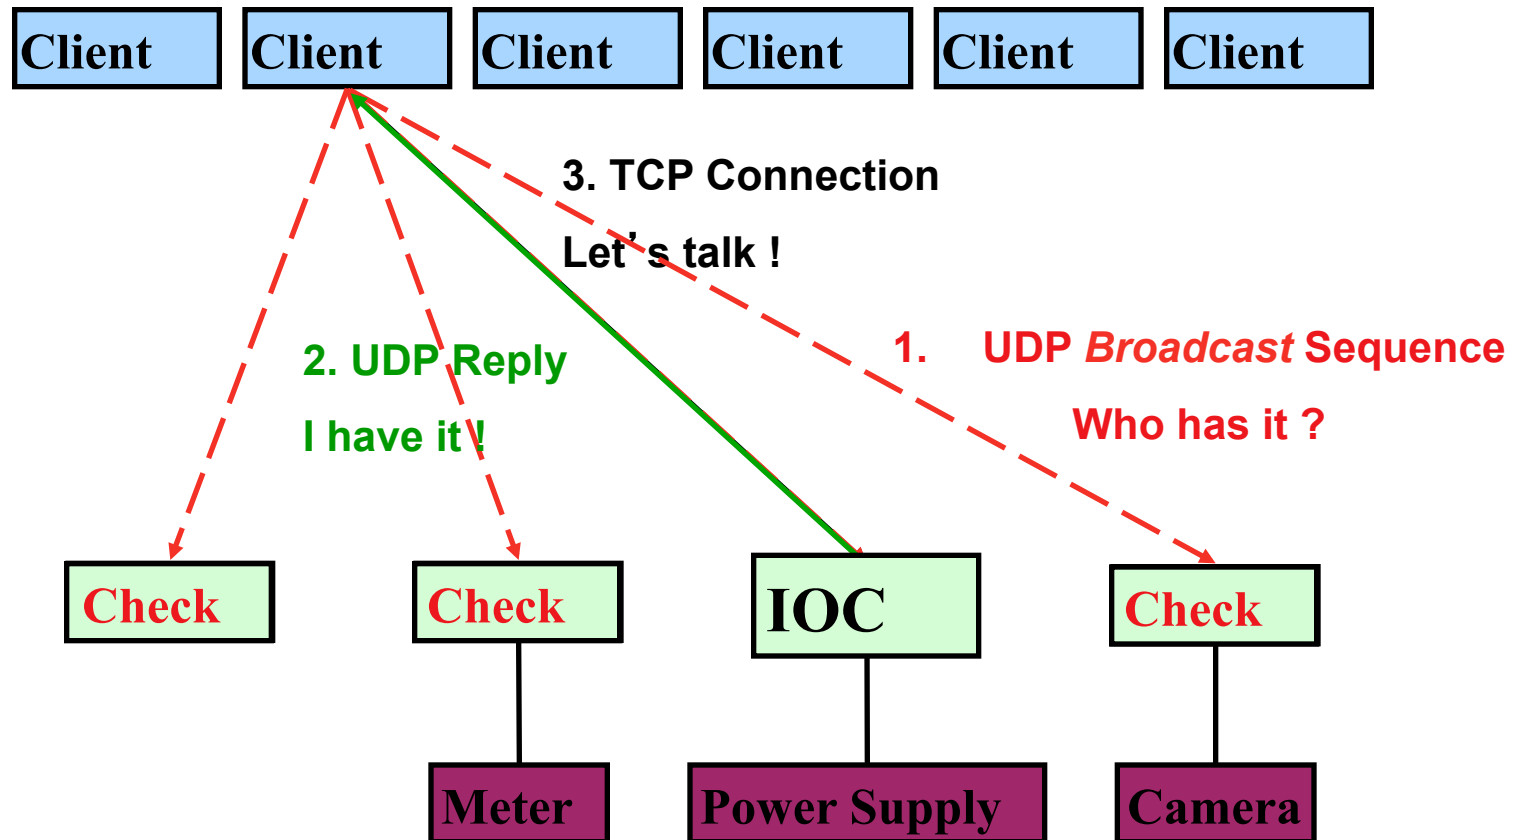 Client
Client
Client
Client
Client
Client
3. TCP Connection
Let’s talk !
1. UDP Broadcast Sequence
Who has it ?
2. UDP Reply
I have it !
Check
Check
IOC
Check
Meter
Power Supply
Camera